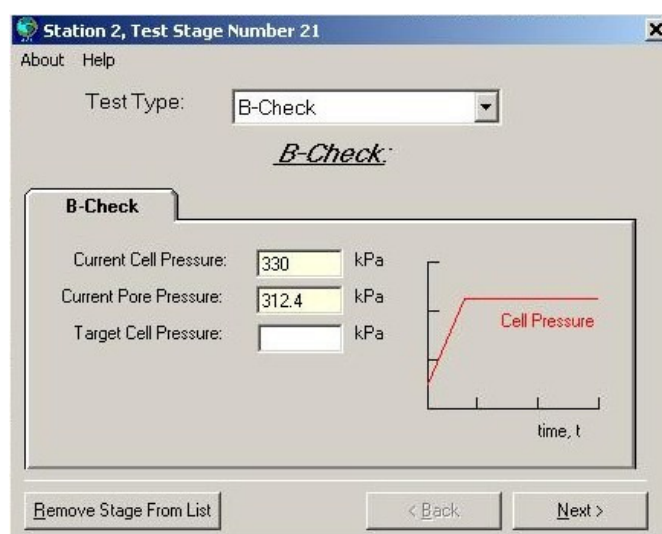 Station 2, Test Stage Number 21
About Help
Test Type: B-Check
B-Check:
B-Check
Current Cell Pressure: 330 kPa
Current Pore Pressure: 312.4 kPa
Target Cell Pressure: kPa
Cell Pressure
time, t
Remove Stage From List < Back Next >